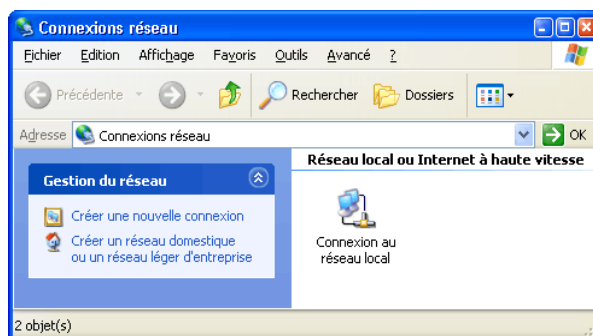 Connexions réseau
Fichier Edition Affichage Favoris Outils Avancé ?
Précédente Rechercher Dossiers
Adresse Connexions réseau OK
Réseau local ou Internet à haute vitesse
Gestion du réseau
Créer une nouvelle connexion
Créer un réseau domestique
ou un réseau léger d'entreprise
Connexion au
réseau local
2 objet(s)